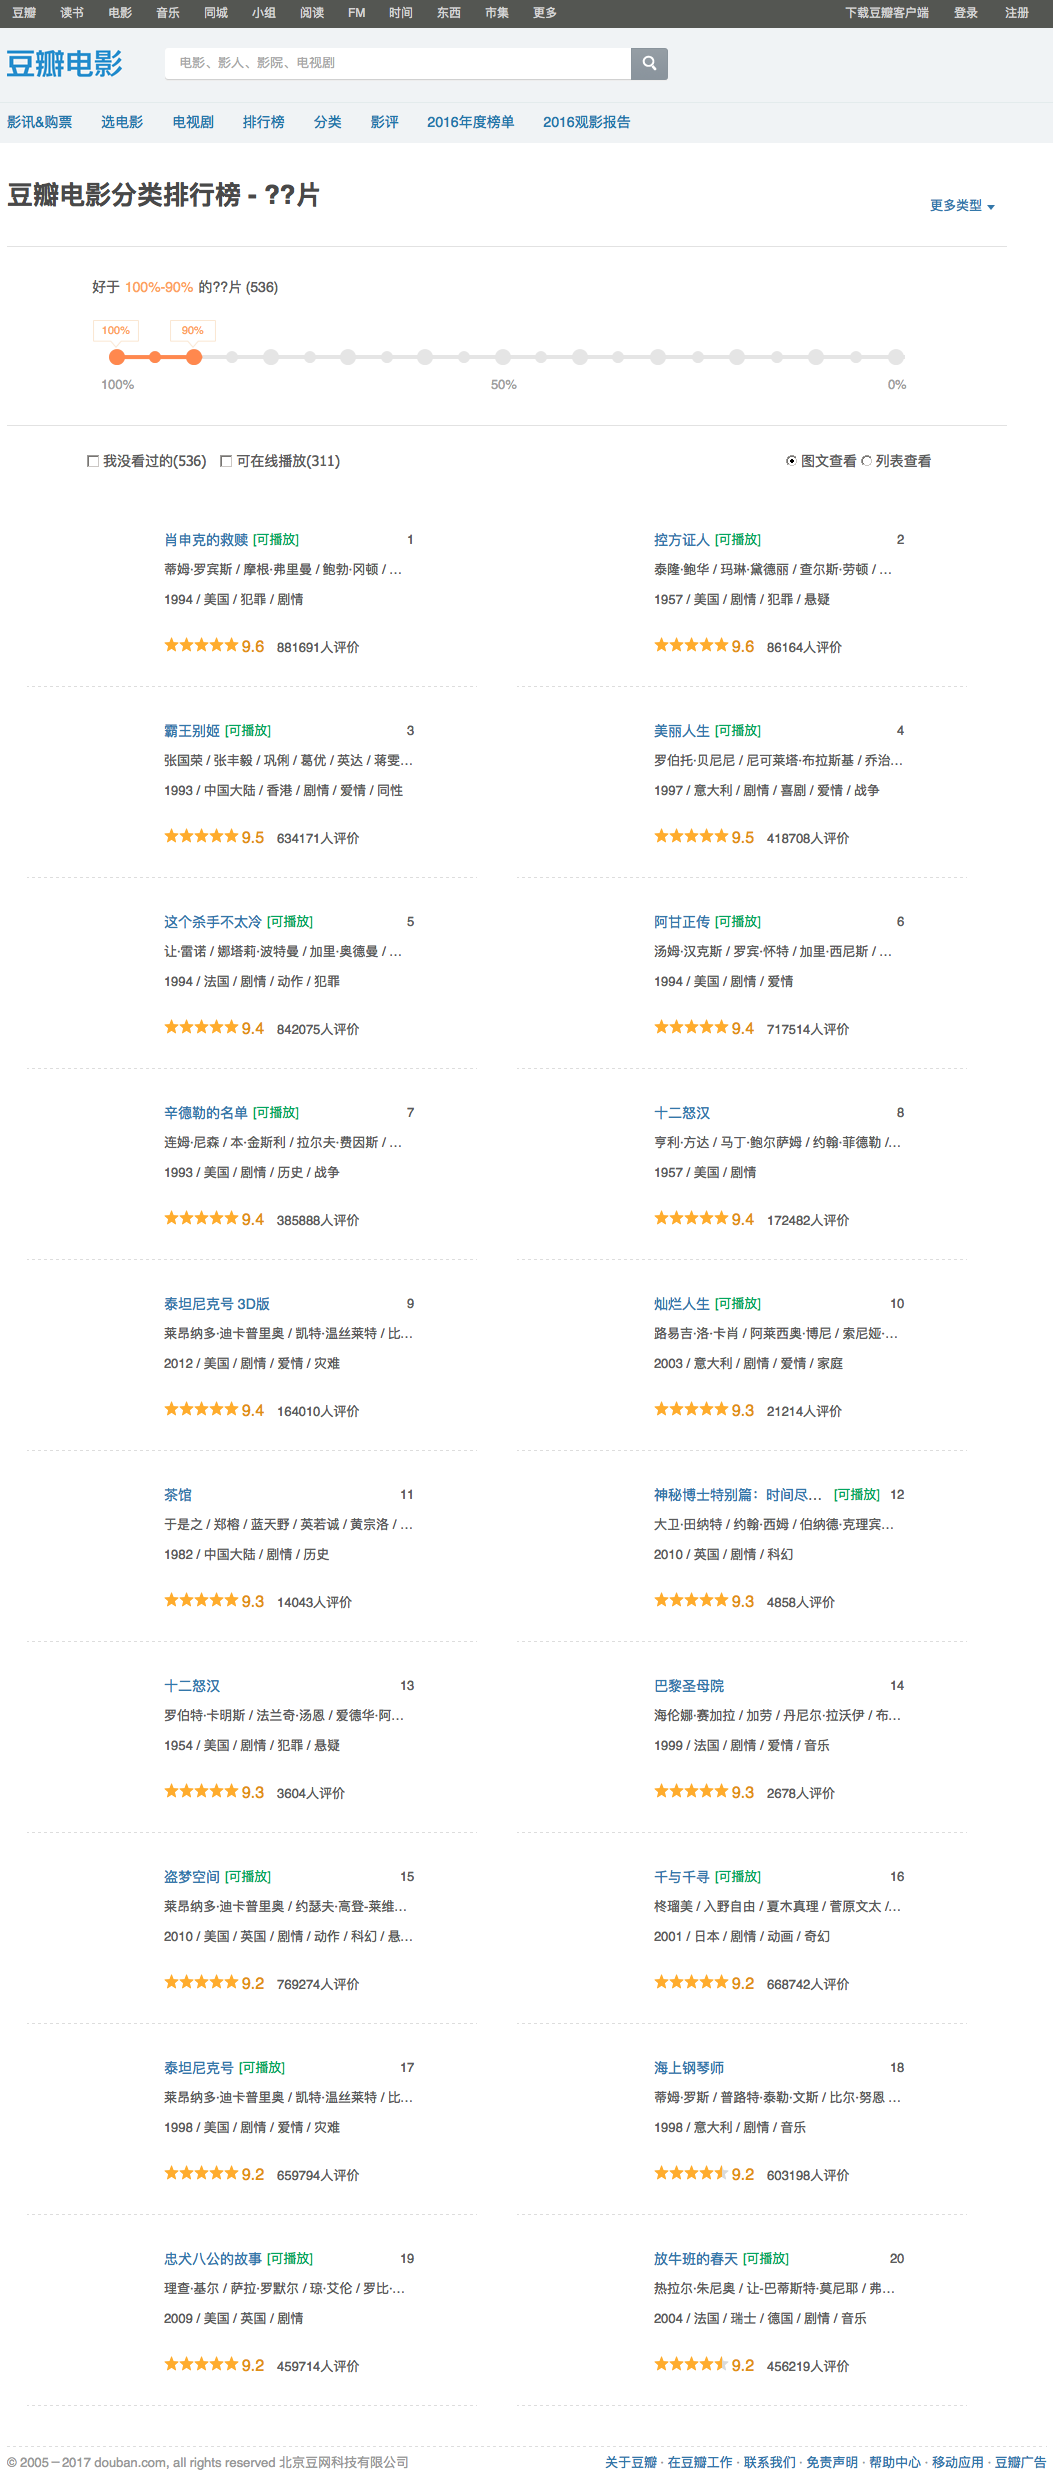 豆瓣 读书 电影 音乐 同城 小组 阅读 FM 时间 东西 市集 更多 下载豆瓣客户端 登录 注册
豆瓣电影 电影、影人、影院、电视剧
影讯&购票 选电影 电视剧 排行榜 分类 影评 2016年度榜单 2016观影报告
豆瓣电影分类排行榜 - ??片
更多类型
好于 100%-90% 的??片 (536)
100% 90%
100% 50% 0%
我没看过的(536) 可在线播放(311) 图文查看 列表查看
肖申克的救赎 [可播放] 1
蒂姆·罗宾斯 / 摩根·弗里曼 / 鲍勃·冈顿 / ...
1994 / 美国 / 犯罪 / 剧情
9.6 881691人评价
控方证人 [可播放] 2
泰隆·鲍华 / 玛琳·黛德丽 / 查尔斯·劳顿 / ...
1957 / 美国 / 剧情 / 犯罪 / 悬疑
9.6 86164人评价
霸王别姬 [可播放] 3
张国荣 / 张丰毅 / 巩俐 / 葛优 / 英达 / 蒋雯...
1993 / 中国大陆 / 香港 / 剧情 / 爱情 / 同性
9.5 634171人评价
美丽人生 [可播放] 4
罗伯托·贝尼尼 / 尼可莱塔·布拉斯基 / 乔治...
1997 / 意大利 / 剧情 / 喜剧 / 爱情 / 战争
9.5 418708人评价
这个杀手不太冷 [可播放] 5
让·雷诺 / 娜塔莉·波特曼 / 加里·奥德曼 / ...
1994 / 法国 / 剧情 / 动作 / 犯罪
9.4 842075人评价
阿甘正传 [可播放] 6
汤姆·汉克斯 / 罗宾·怀特 / 加里·西尼斯 / ...
1994 / 美国 / 剧情 / 爱情
9.4 717514人评价
辛德勒的名单 [可播放] 7
连姆·尼森 / 本·金斯利 / 拉尔夫·费因斯 / ...
1993 / 美国 / 剧情 / 历史 / 战争
9.4 385888人评价
十二怒汉 8
亨利·方达 / 马丁·鲍尔萨姆 / 约翰·菲德勒 /...
1957 / 美国 / 剧情
9.4 172482人评价
泰坦尼克号 3D版 9
莱昂纳多·迪卡普里奥 / 凯特·温丝莱特 / 比...
2012 / 美国 / 剧情 / 爱情 / 灾难
9.4 164010人评价
灿烂人生 [可播放] 10
路易吉·洛·卡肖 / 阿莱西奥·博尼 / 索尼娅·...
2003 / 意大利 / 剧情 / 爱情 / 家庭
9.3 21214人评价
茶馆 11
于是之 / 郑榕 / 蓝天野 / 英若诚 / 黄宗洛 / ...
1982 / 中国大陆 / 剧情 / 历史
9.3 14043人评价
神秘博士特别篇：时间尽... [可播放] 12
大卫·田纳特 / 约翰·西姆 / 伯纳德·克理宾...
2010 / 英国 / 剧情 / 科幻
9.3 4858人评价
十二怒汉 13
罗伯特·卡明斯 / 法兰奇·汤恩 / 爱德华·阿...
1954 / 美国 / 剧情 / 犯罪 / 悬疑
9.3 3604人评价
巴黎圣母院 14
海伦娜·赛加拉 / 加劳 / 丹尼尔·拉沃伊 / 布...
1999 / 法国 / 剧情 / 爱情 / 音乐
9.3 2678人评价
盗梦空间 [可播放] 15
莱昂纳多·迪卡普里奥 / 约瑟夫·高登-莱维...
2010 / 美国 / 英国 / 剧情 / 动作 / 科幻 / 悬...
9.2 769274人评价
千与千寻 [可播放] 16
柊瑠美 / 入野自由 / 夏木真理 / 菅原文太 /...
2001 / 日本 / 剧情 / 动画 / 奇幻
9.2 668742人评价
泰坦尼克号 [可播放] 17
莱昂纳多·迪卡普里奥 / 凯特·温丝莱特 / 比...
1998 / 美国 / 剧情 / 爱情 / 灾难
9.2 659794人评价
海上钢琴师 18
蒂姆·罗斯 / 普路特·泰勒·文斯 / 比尔·努恩 ...
1998 / 意大利 / 剧情 / 音乐
9.2 603198人评价
忠犬八公的故事 [可播放] 19
理查·基尔 / 萨拉·罗默尔 / 琼·艾伦 / 罗比·...
2009 / 美国 / 英国 / 剧情
9.2 459714人评价
放牛班的春天 [可播放] 20
热拉尔·朱尼奥 / 让-巴蒂斯特·莫尼耶 / 弗...
2004 / 法国 / 瑞士 / 德国 / 剧情 / 音乐
9.2 456219人评价
© 2005－2017 douban.com, all rights reserved 北京豆网科技有限公司 关于豆瓣 · 在豆瓣工作 · 联系我们 · 免责声明 · 帮助中心 · 移动应用 · 豆瓣广告